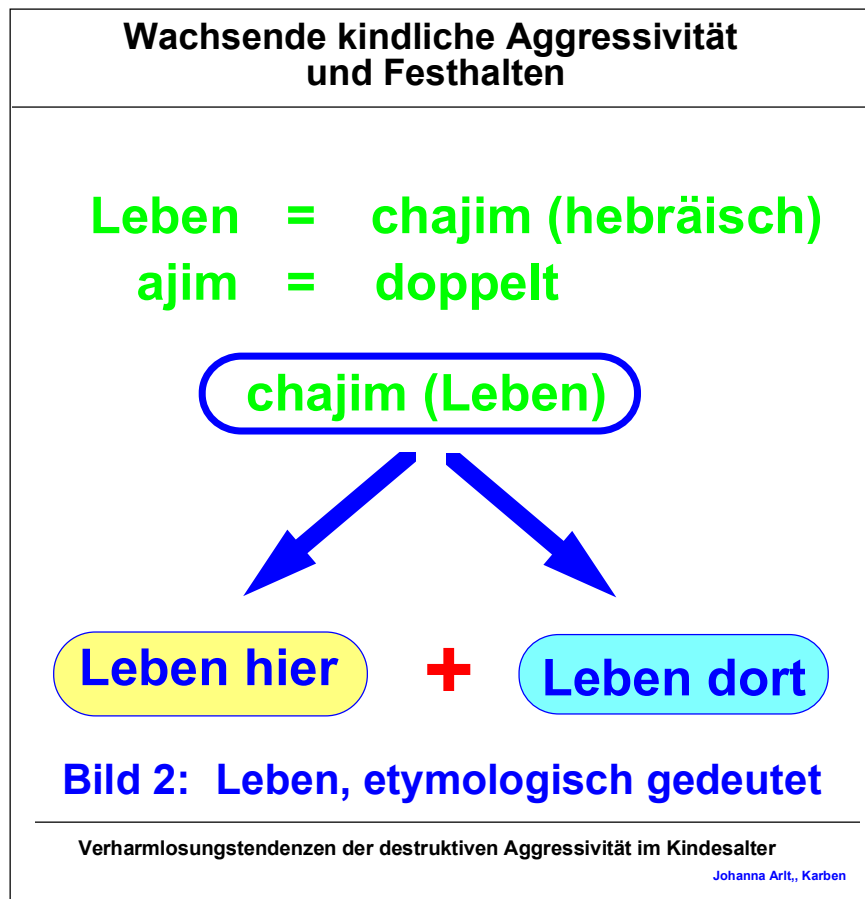 Wachsende kindliche Aggressivität
und Festhalten
Leben = chajim (hebräisch)
ajim = doppelt
chajim (Leben)
Leben hier + Leben dort
Bild 2: Leben, etymologisch gedeutet
Verharmlosungstendenzen der destruktiven Aggressivität im Kindesalter
Johanna Arlt,, Karben